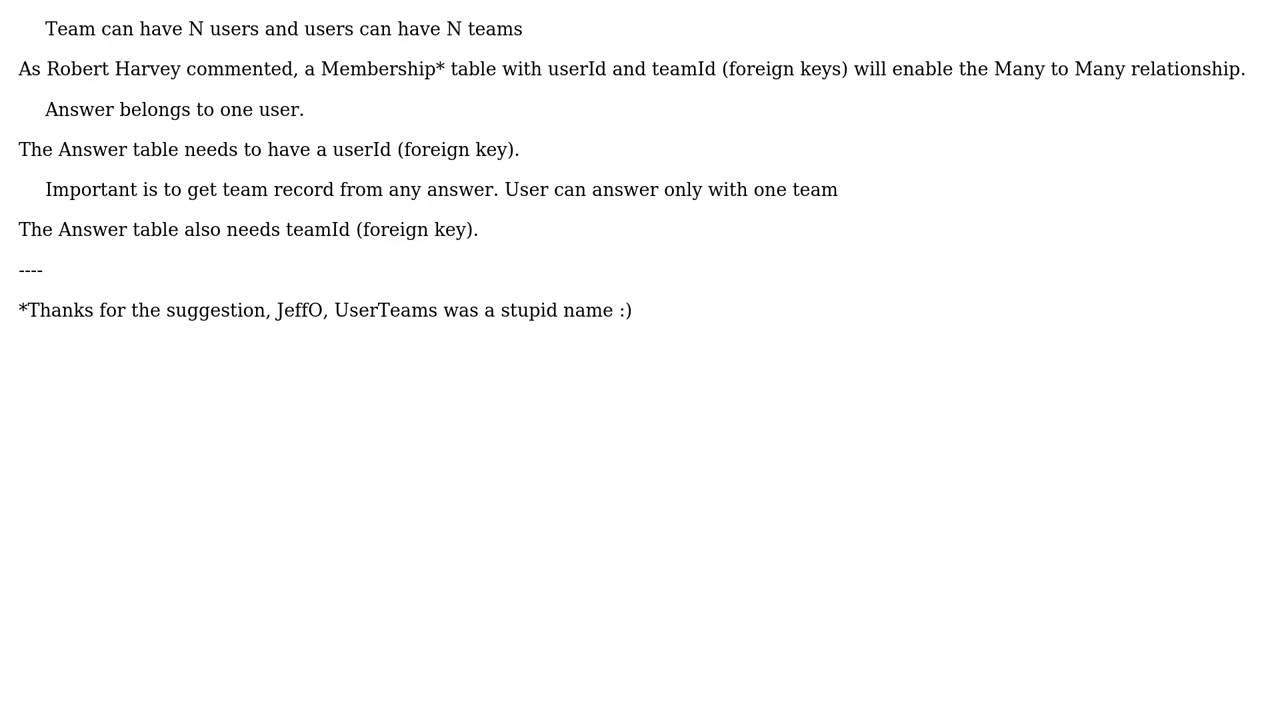 Team can have N users and users can have N teams
As Robert Harvey commented, a Membership* table with userId and teamId (foreign keys) will enable the Many to Many relationship.
Answer belongs to one user.
The Answer table needs to have a userId (foreign key).
Important is to get team record from any answer. User can answer only with one team
The Answer table also needs teamId (foreign key).
----
*Thanks for the suggestion, JeffO, UserTeams was a stupid name :)